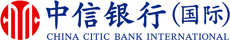 中信银行(国际)
CHINA CITIC BANK INTERNATIONAL